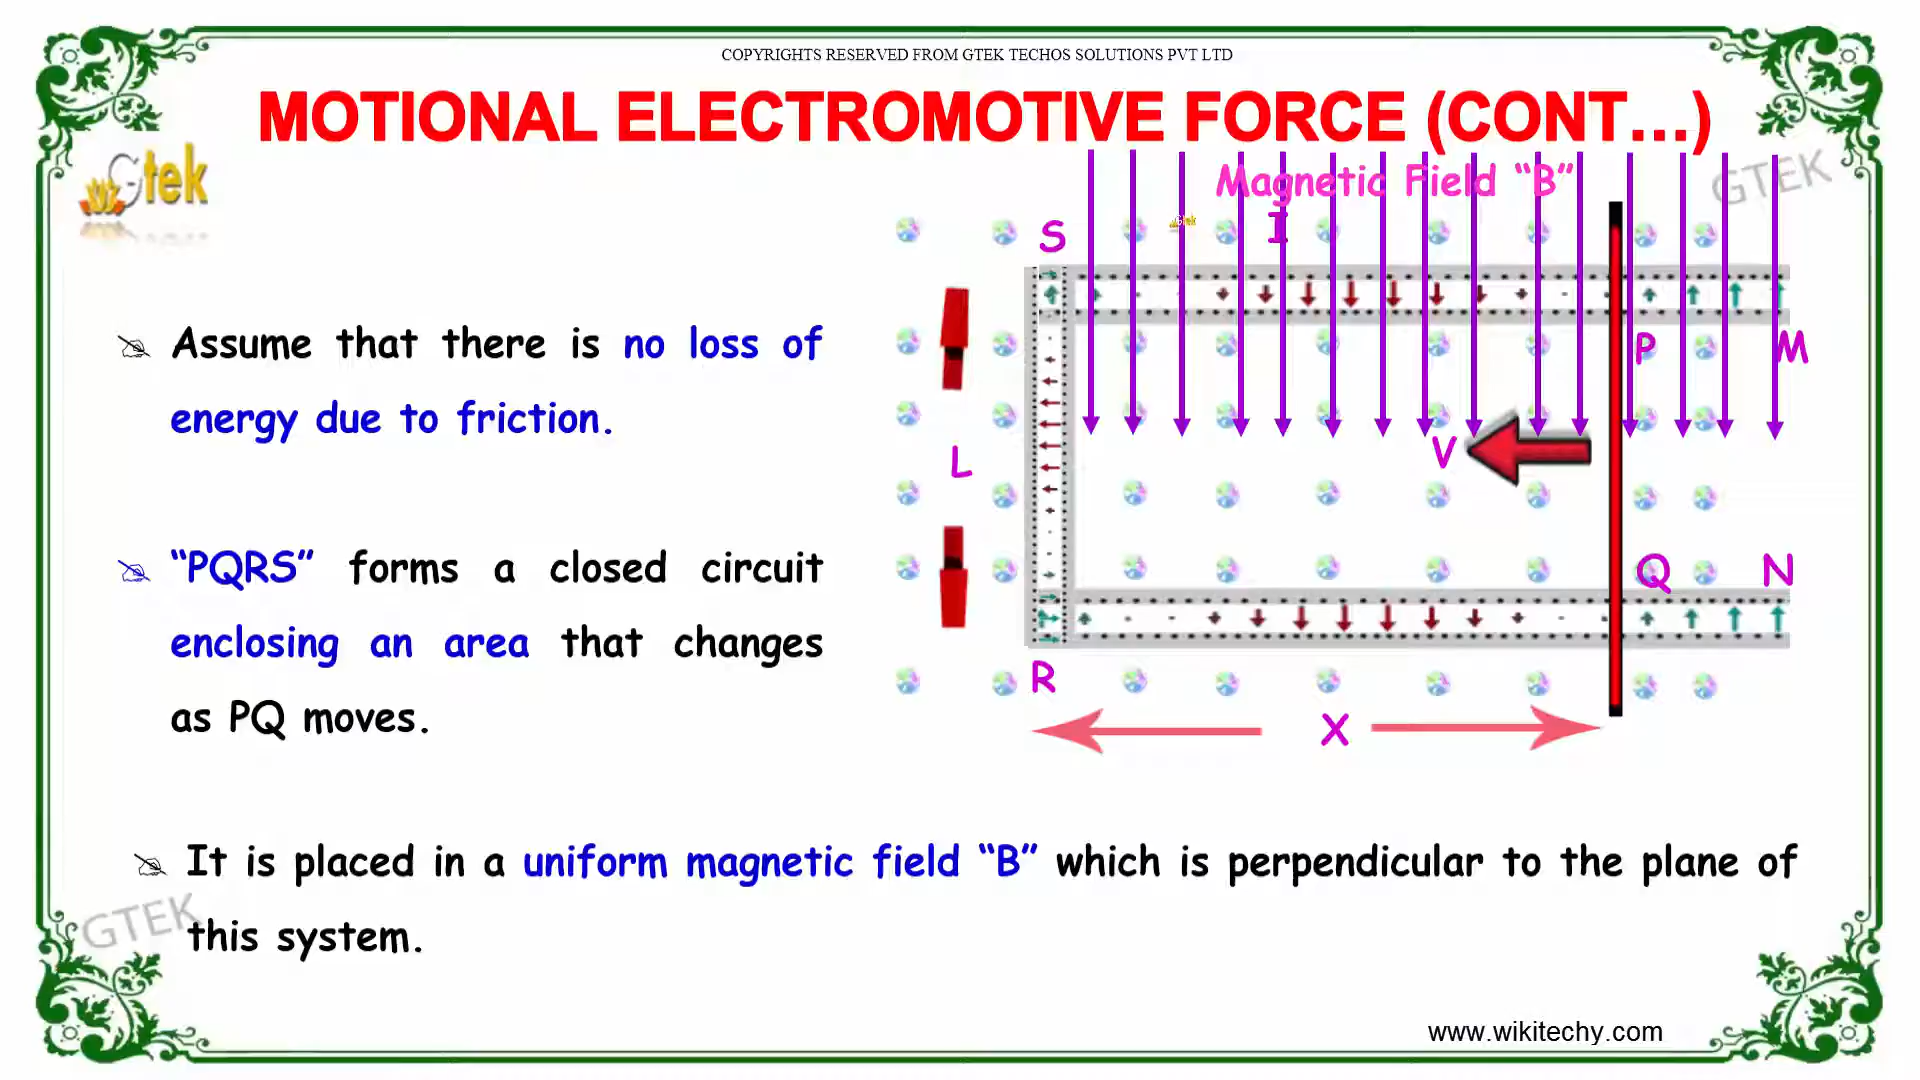 COPYRIGHTS RESERVED FROM GTEK TECHOS SOLUTIONS PVT LTD
MOTIONAL ELECTROMOTIVE FORCE (CONT...)
Gtek
Magnetic Field “B”
GTEK
S
I
Gtek
Assume that there is no loss of
energy due to friction.
P
M
L
V
“PQRS” forms a closed circuit
enclosing an area that changes
as PQ moves.
Q
N
R
X
It is placed in a uniform magnetic field “B” which is perpendicular to the plane of
this system.
GTEK
www.wikitechy.com